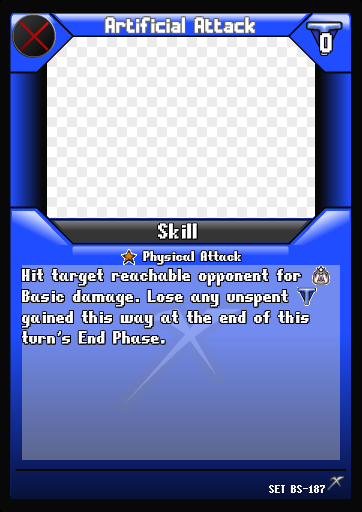 Artificial Attack
0
Skill
Physical Attack
Hit target reachable opponent for
Basic damage. Lose any unspent
gained this way at the end of this
turn's End Phase.
SET BS-187